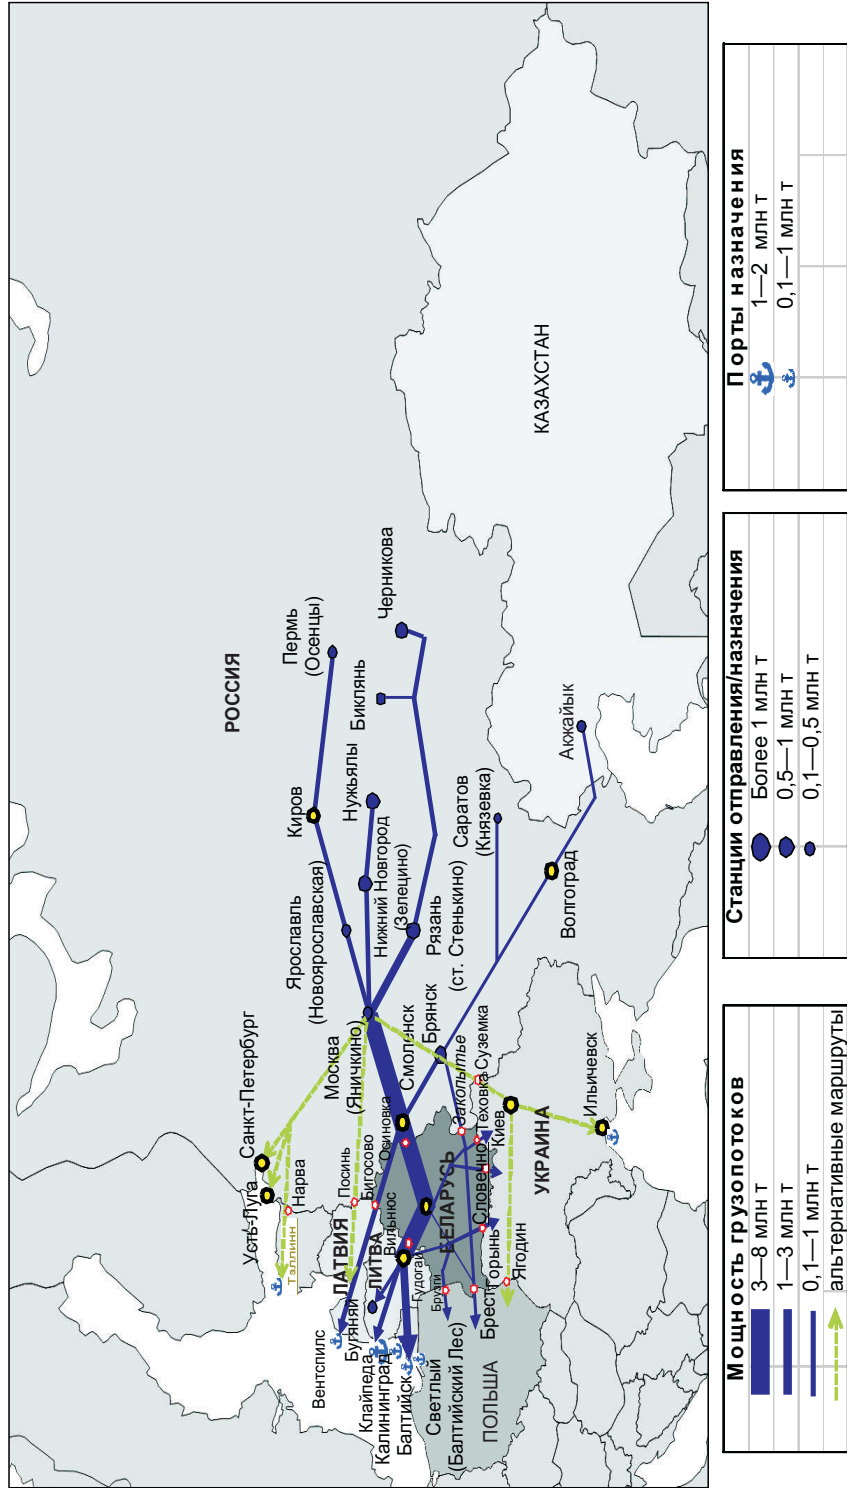 РОССИЯ
КАЗАХСТАН
Пермь
(Осенцы)
Черникова
Биклянь
Киров
Нужьялы
Аюкайык
Саратов
(Князевка)
Волгоград
Ярославль
(Новоярославская)
Нижний Новгород
(Зелецино)
Рязань
(ст. Стенькино)
Москва
(Яничкино)
Смоленск
Брянск
Санкт-Петербург
Усть-Луга
Нарва
Таллинн
Посинь
Бигосово
Осиновка
Закопытье
Суземка
Теховка
Словечно
Киев
Ильичевск
УКРАИНА
БЕЛАРУСЬ
ЛАТВИЯ
ЛИТВА
Вильнюс
Гудогай
Горынь
Ягодин
Брузги
Брест
ПОЛЬША
Вентспилс
Бугяняй
Клайпеда
Калининград
Балтийск
Светлый
(Балтийский Лес)
Мощность грузопотоков
3—8 млн т
1—3 млн т
0,1—1 млн т
альтернативные маршруты
Станции отправления/назначения
Более 1 млн т
0,5—1 млн т
0,1—0,5 млн т
Порты назначения
1—2 млн т
0,1—1 млн т